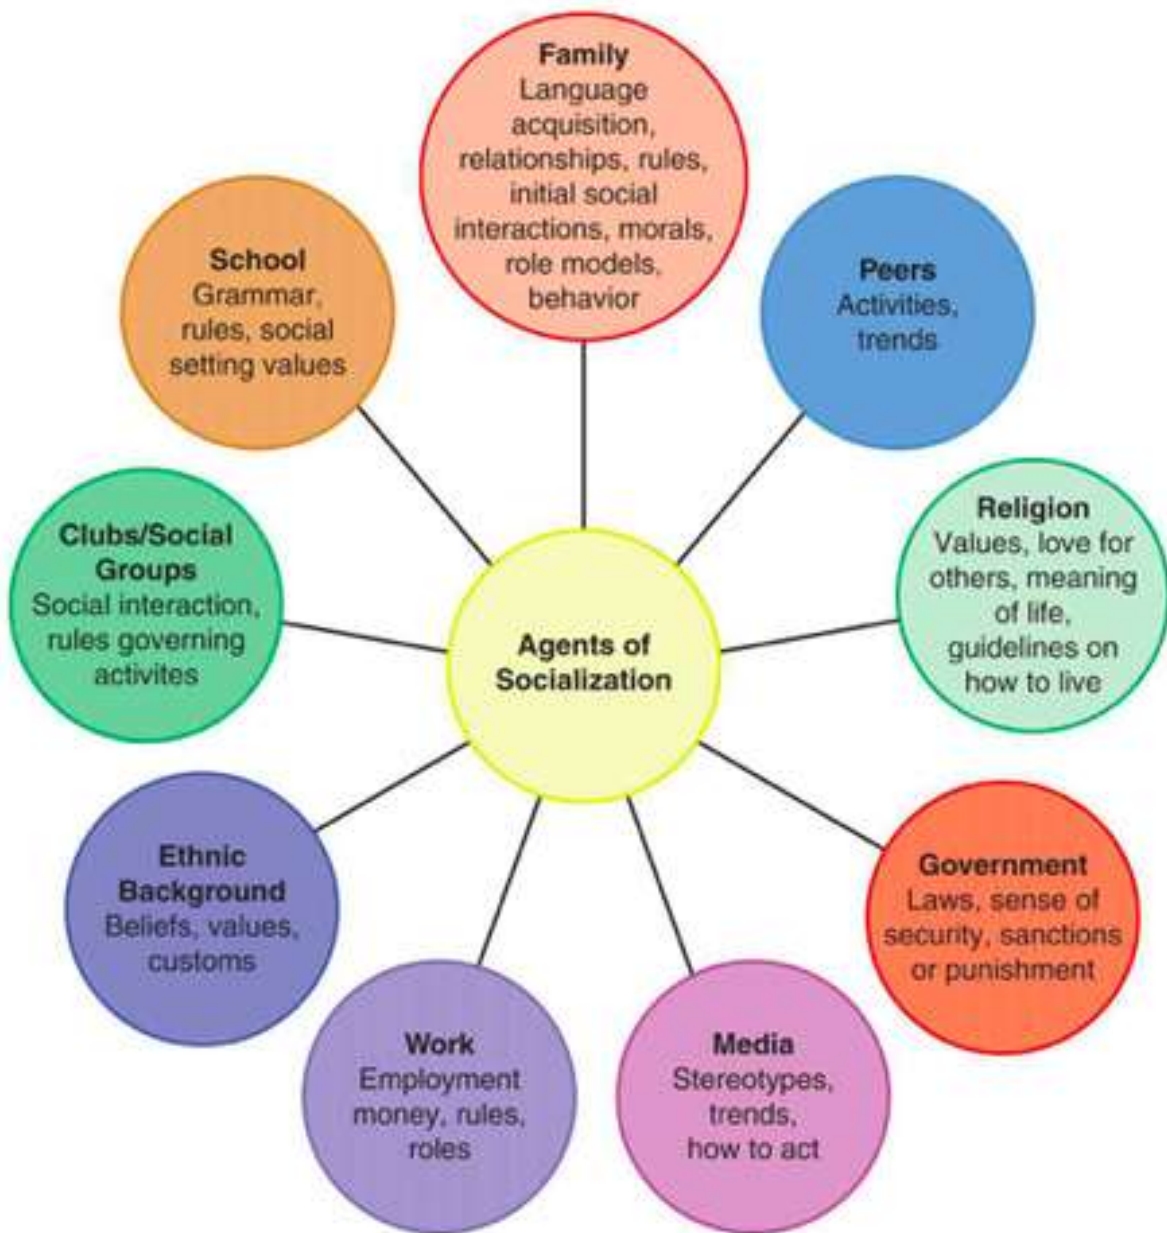 Family
Language
acquisition,
relationships, rules,
initial social
interactions, morals,
role models,
behavior
Peers
Activities,
trends
Religion
Values, love for
others, meaning
of life,
guidelines on
how to live
Government
Laws, sense of
security, sanctions
or punishment
Media
Stereotypes,
trends,
how to act
Work
Employment
money, rules,
roles
Ethnic
Background
Beliefs, values,
customs
Clubs/Social
Groups
Social interaction,
rules governing
activites
School
Grammar,
rules, social
setting values
Agents of
Socialization